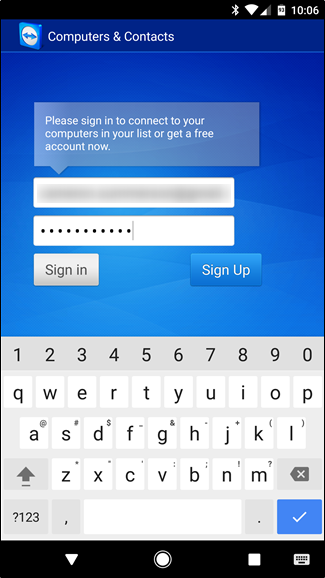 10:06
Computers & Contacts
Please sign in to connect to your
computers in your list or get a free
account now.
Sign in
Sign Up
1 2 3 4 5 6 7 8 9 0
q w e r t y u i o p
a@ s# d$ f_ g& h- j+ k( l)
z* x" c' v: b; n! m?
?123 , .